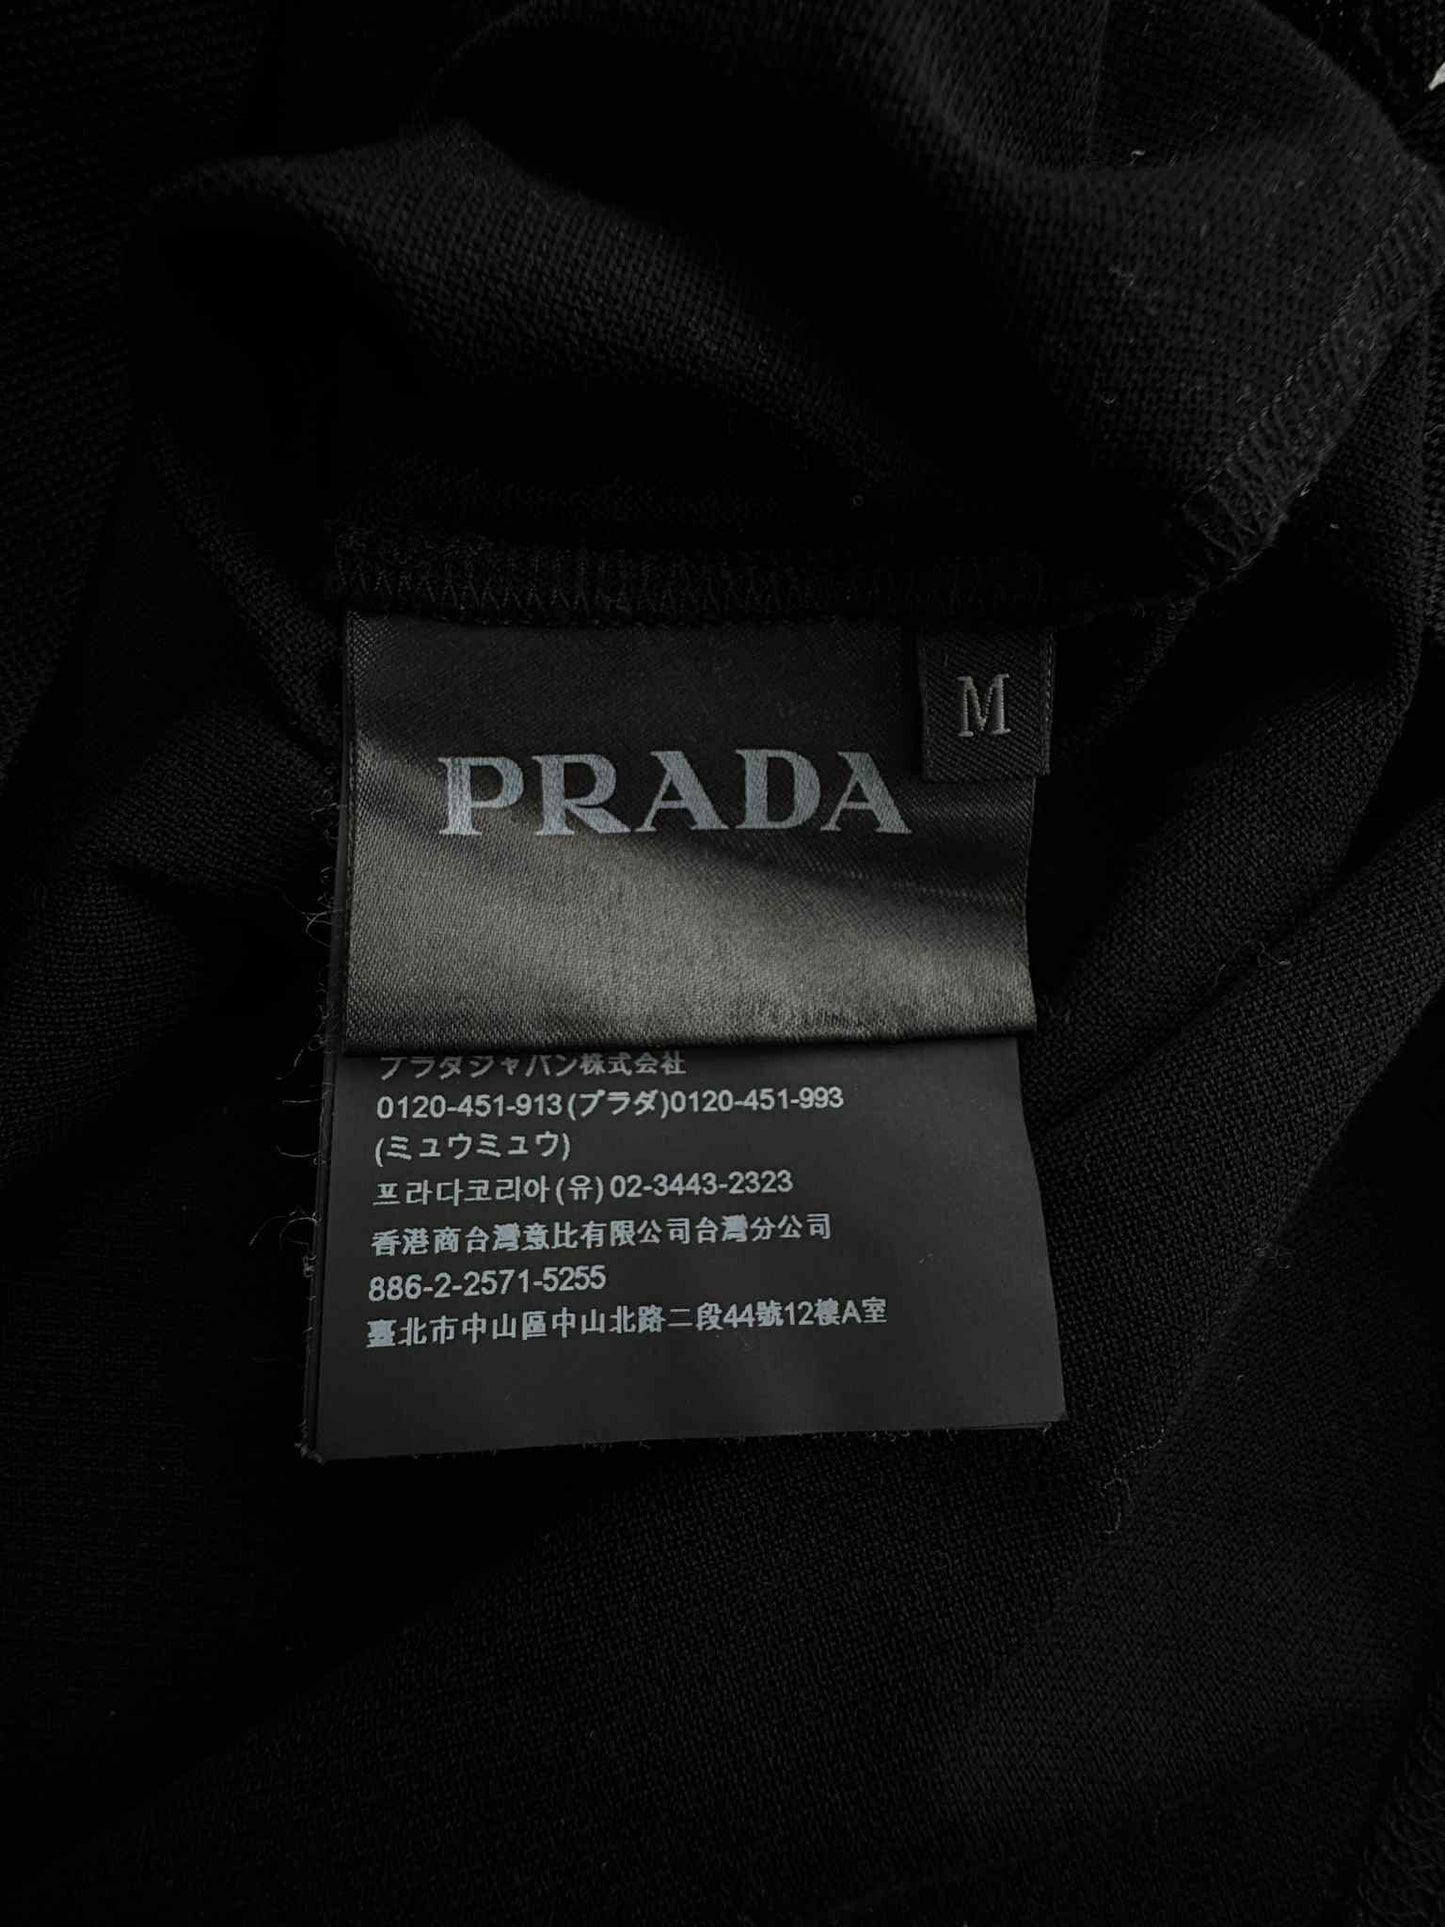 M
PRADA
プラダジャパン株式会社
0120-451-913(プラダ)0120-451-993
(ミュウミュウ)
프라다코리아(유)02-3443-2323
香港商台灣意比有限公司台灣分公司
886-2-2571-5255
臺北市中山區中山北路二段44號12樓A室